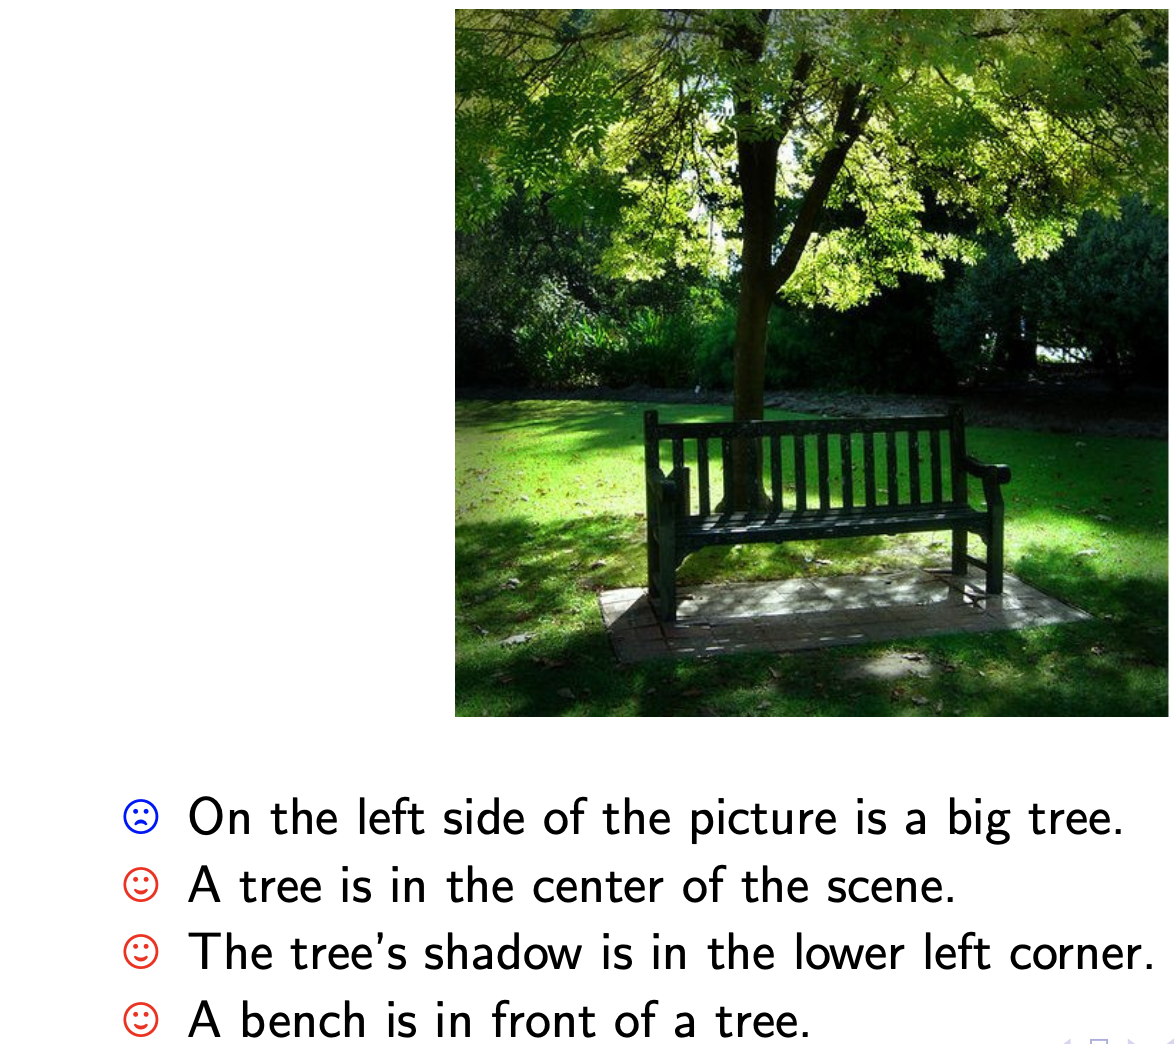 On the left side of the picture is a big tree.
A tree is in the center of the scene.
The tree's shadow is in the lower left corner.
A bench is in front of a tree.